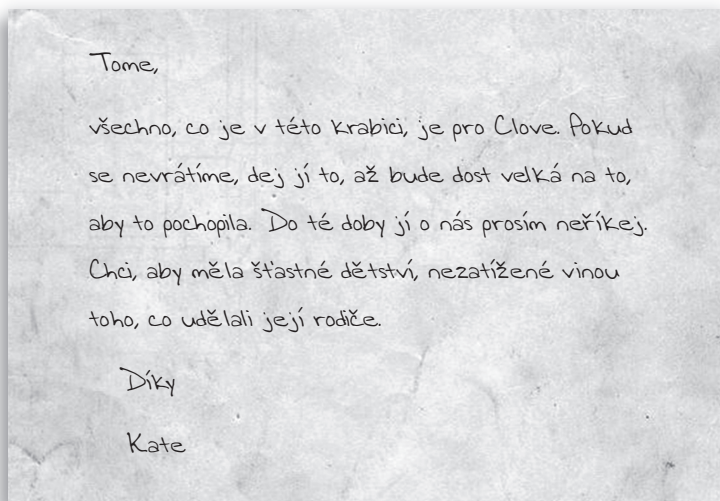 Tome,
všechno, co je v této krabici, je pro Clove. Pokud
se nevrátíme, dej jí to, až bude dost velká na to,
aby to pochopila. Do té doby jí o nás prosím neříkej.
Chci, aby měla šťastné dětství, nezatížené vinou
toho, co udělali její rodiče.
Díky
Kate